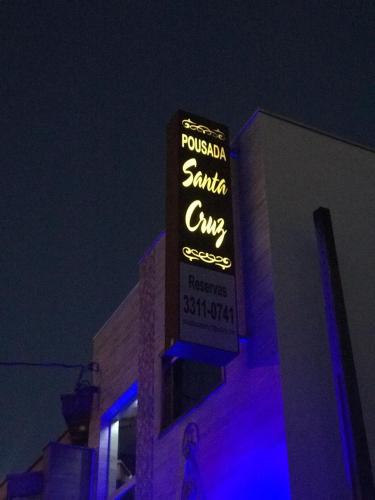 POUSADA
Santa
Cruz
Reservas
3311-0741